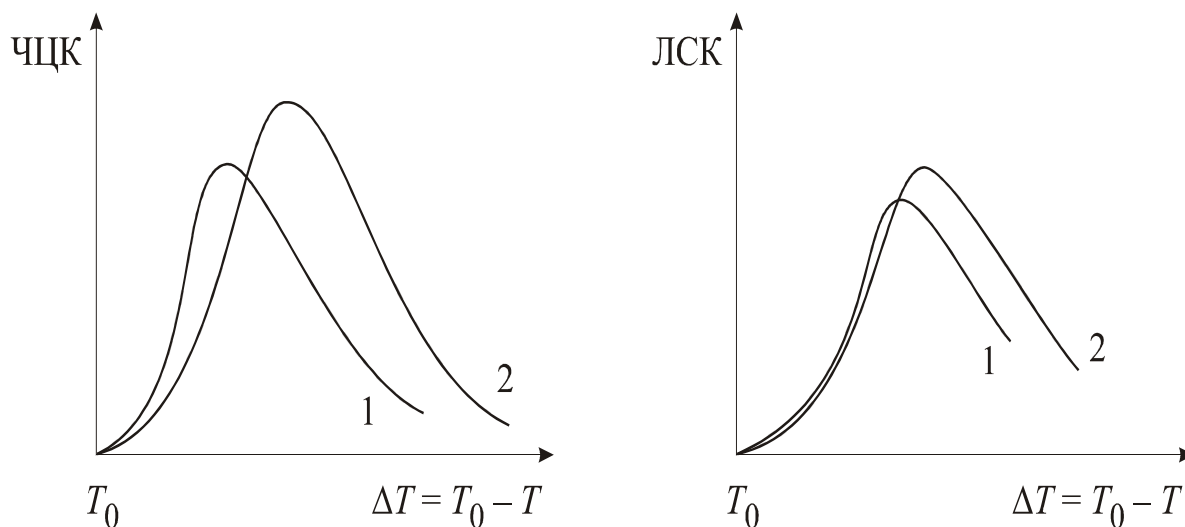 ЧЦК
1
2
T₀
ΔT = T₀ – T
ЛСК
1
2
T₀
ΔT = T₀ – T